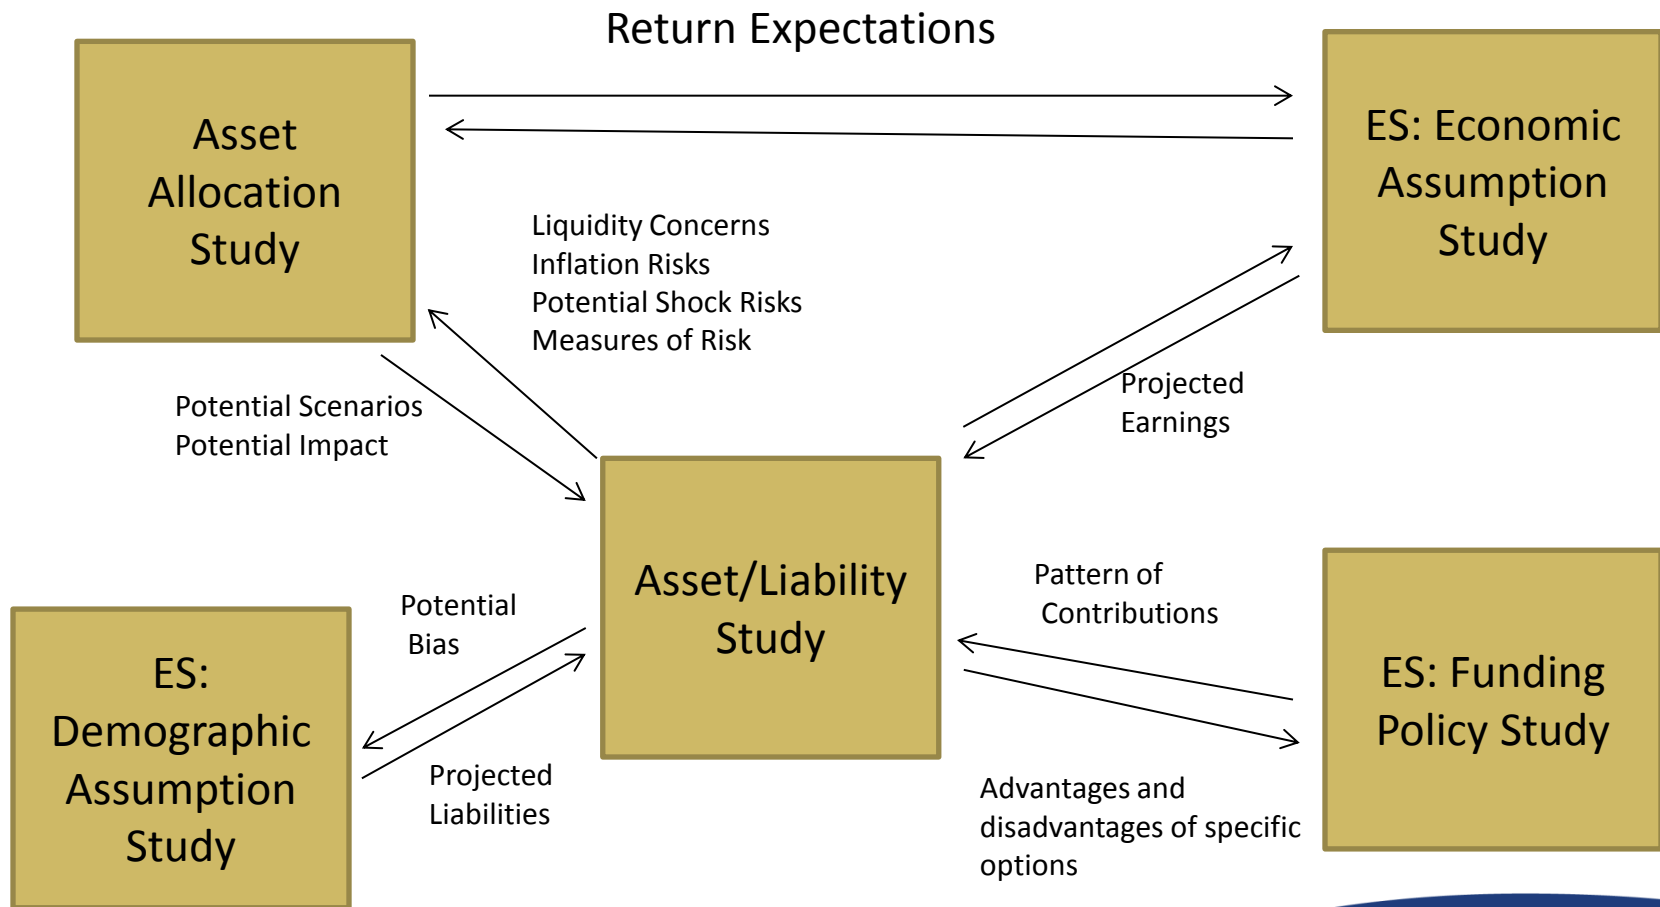 Return Expectations
Asset
Allocation
Study
ES: Economic
Assumption
Study
Liquidity Concerns
Inflation Risks
Potential Shock Risks
Measures of Risk
Potential Scenarios
Potential Impact
Projected
Earnings
Asset/Liability
Study
Pattern of
Contributions
Potential
Bias
ES:
Demographic
Assumption
Study
Projected
Liabilities
ES: Funding
Policy Study
Advantages and
disadvantages of specific
options